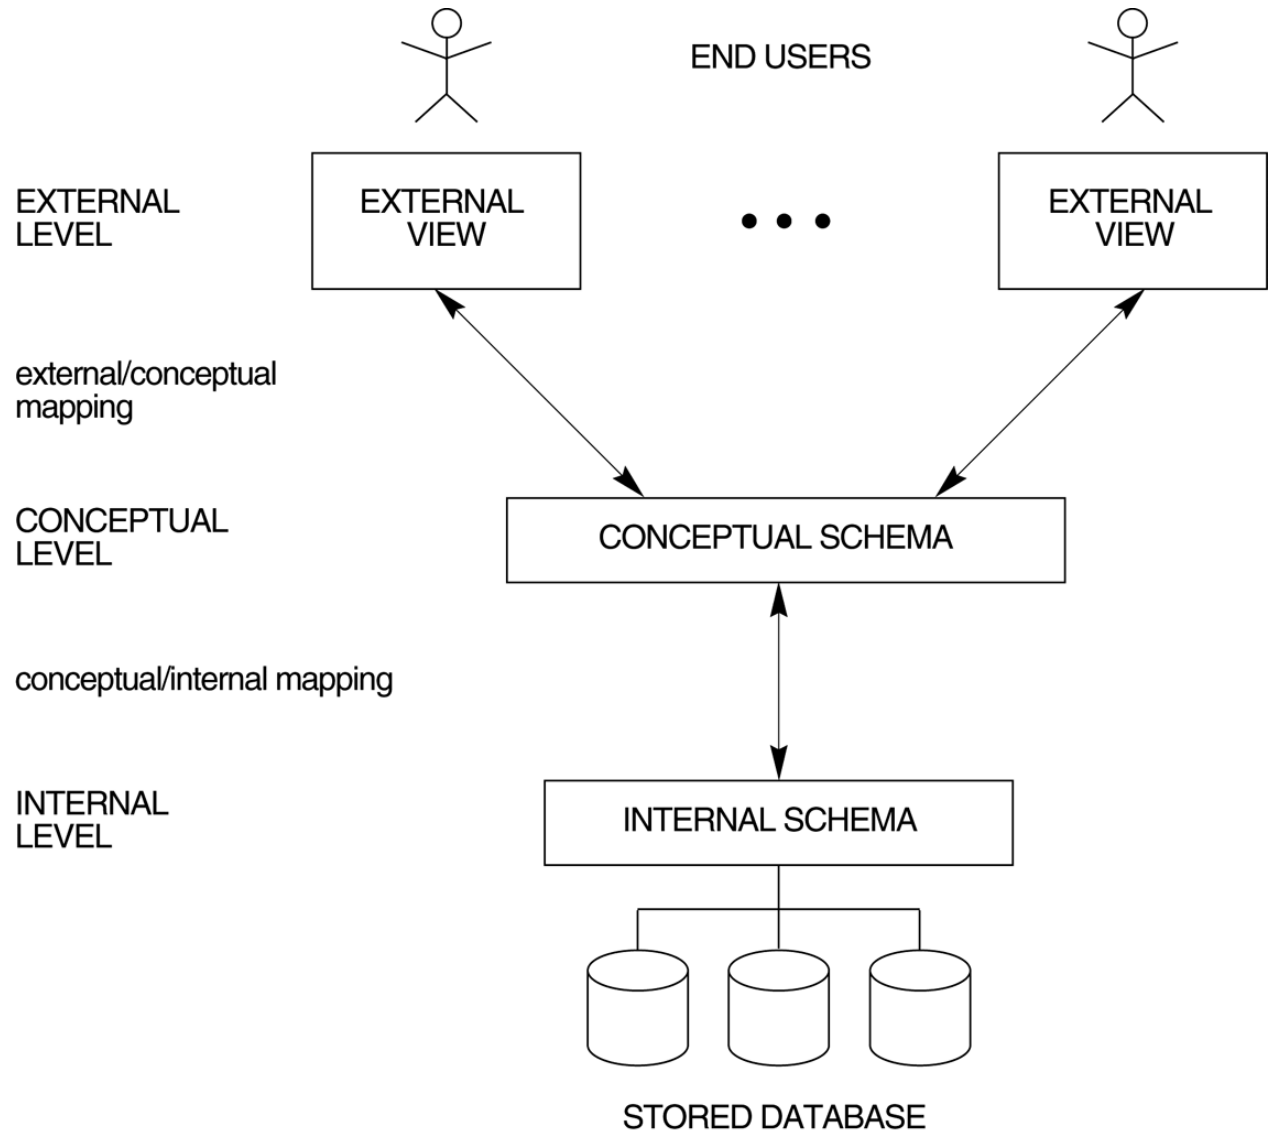 END USERS
EXTERNAL
LEVEL
EXTERNAL
VIEW
EXTERNAL
VIEW
external/conceptual
mapping
CONCEPTUAL
LEVEL
CONCEPTUAL SCHEMA
conceptual/internal mapping
INTERNAL
LEVEL
INTERNAL SCHEMA
STORED DATABASE